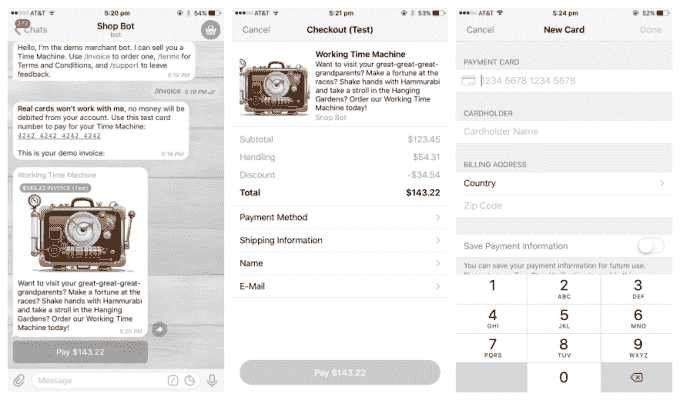 AT&T
5:20 pm
54%
Chats
Shop Bot
bot
Hello, I'm the demo merchant bot. I can sell you a
Time Machine. Use /invoice to order one, /terms for
Terms and Conditions, and /support to leave
feedback.
5:19 PM
/invoice 5:19 PM
Real cards won't work with me, no money will be
debited from your account. Use this test card
number to pay for your Time Machine:
4242 4242 4242 4242
This is your demo invoice:
5:19 PM
Working Time Machine
$143.22 INVOICE (Test)
Want to visit your great-great-great-
grandparents? Make a fortune at the
races? Shake hands with Hammurabi
and take a stroll in the Hanging
Gardens? Order our Working Time
Machine today!
5:20 PM
Pay $143.22
Message
AT&T
5:21 pm
53%
Cancel
Checkout (Test)
Working Time Machine
Want to visit your great-great-great-
grandparents? Make a fortune at the
races? Shake hands with Hammurabi
and take a stroll in the Hanging
Gardens? Order our Working Time
Machine today!
Shop Bot
Subtotal $123.45
Handling $54.31
Discount -$34.54
Total $143.22
Payment Method
Shipping Information
Name
E-Mail
Pay $143.22
AT&T
5:24 pm
52%
Cancel
New Card
Done
PAYMENT CARD
1234 5678 1234 5678
CARDHOLDER
Cardholder Name
BILLING ADDRESS
Country
Zip Code
Save Payment Information
You can save your payment information for future use.
1
2
ABC
3
DEF
4
GHI
5
JKL
6
MNO
7
PQRS
8
TUV
9
WXYZ
0